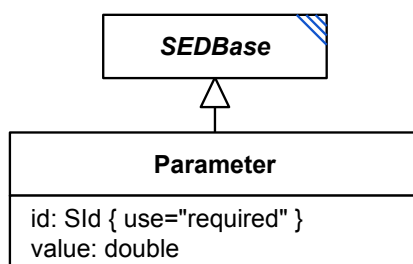 SEDBase
Parameter
id: SId { use="required" }
value: double